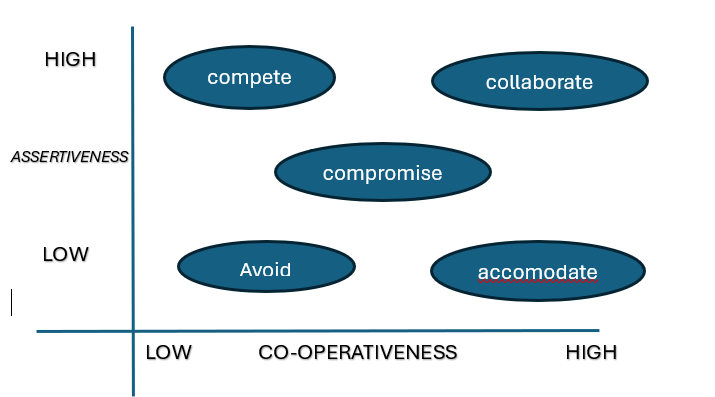 HIGH
compete
collaborate
ASSERTIVENESS
compromise
LOW
Avoid
accomodate
LOW
CO-OPERATIVENESS
HIGH